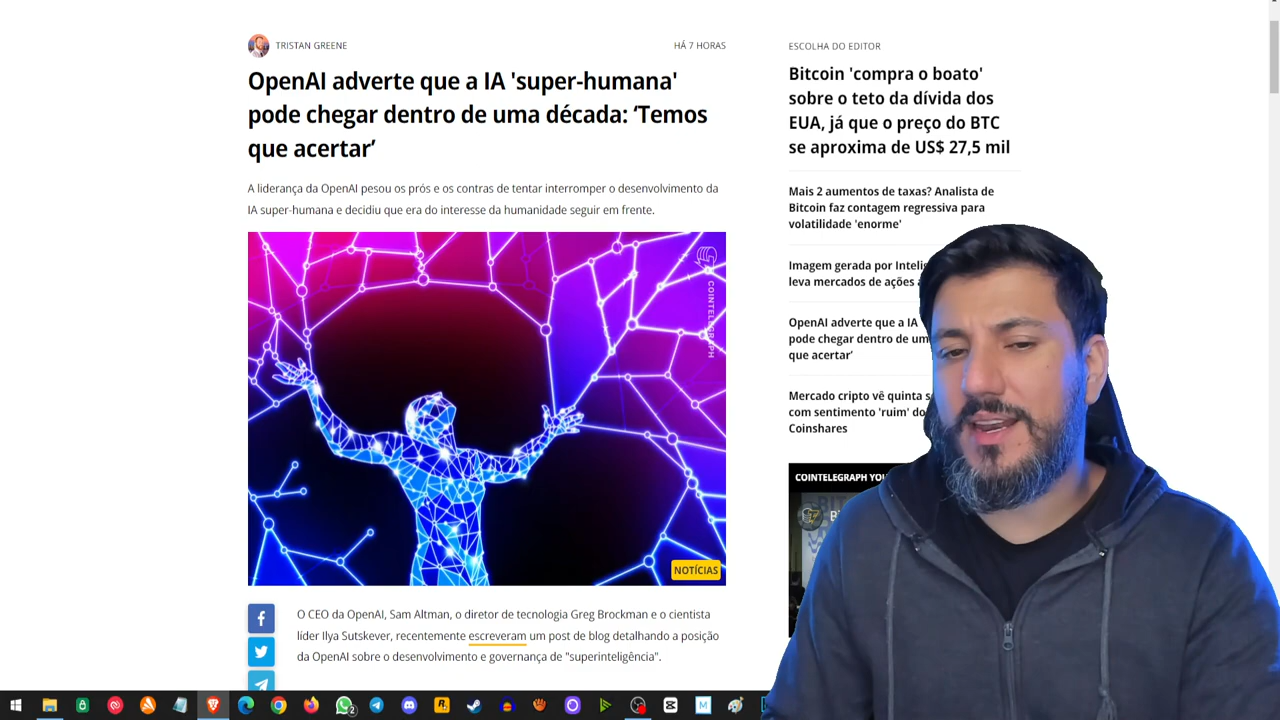 TRISTAN GREENE
HÁ 7 HORAS
OpenAI adverte que a IA 'super-humana'
pode chegar dentro de uma década: ‘Temos
que acertar’
A liderança da OpenAI pesou os prós e os contras de tentar interromper o desenvolvimento da
IA super-humana e decidiu que era do interesse da humanidade seguir em frente.
COINTELEGRAPH
NOTÍCIAS
O CEO da OpenAI, Sam Altman, o diretor de tecnologia Greg Brockman e o cientista
líder Ilya Sutskever, recentemente escreveram um post de blog detalhando a posição
da OpenAI sobre o desenvolvimento e governança de "superinteligência".
ESCOLHA DO EDITOR
Bitcoin 'compra o boato'
sobre o teto da dívida dos
EUA, já que o preço do BTC
se aproxima de US$ 27,5 mil
Mais 2 aumentos de taxas? Analista de
Bitcoin faz contagem regressiva para
volatilidade 'enorme'
Imagem gerada por
leva mercados de ações
OpenAI adverte que a IA
pode chegar dentro de
que acertar’
Mercado cripto vê quinta
com sentimento 'ruim'
Coinshares
COINTELEGRAPH
2